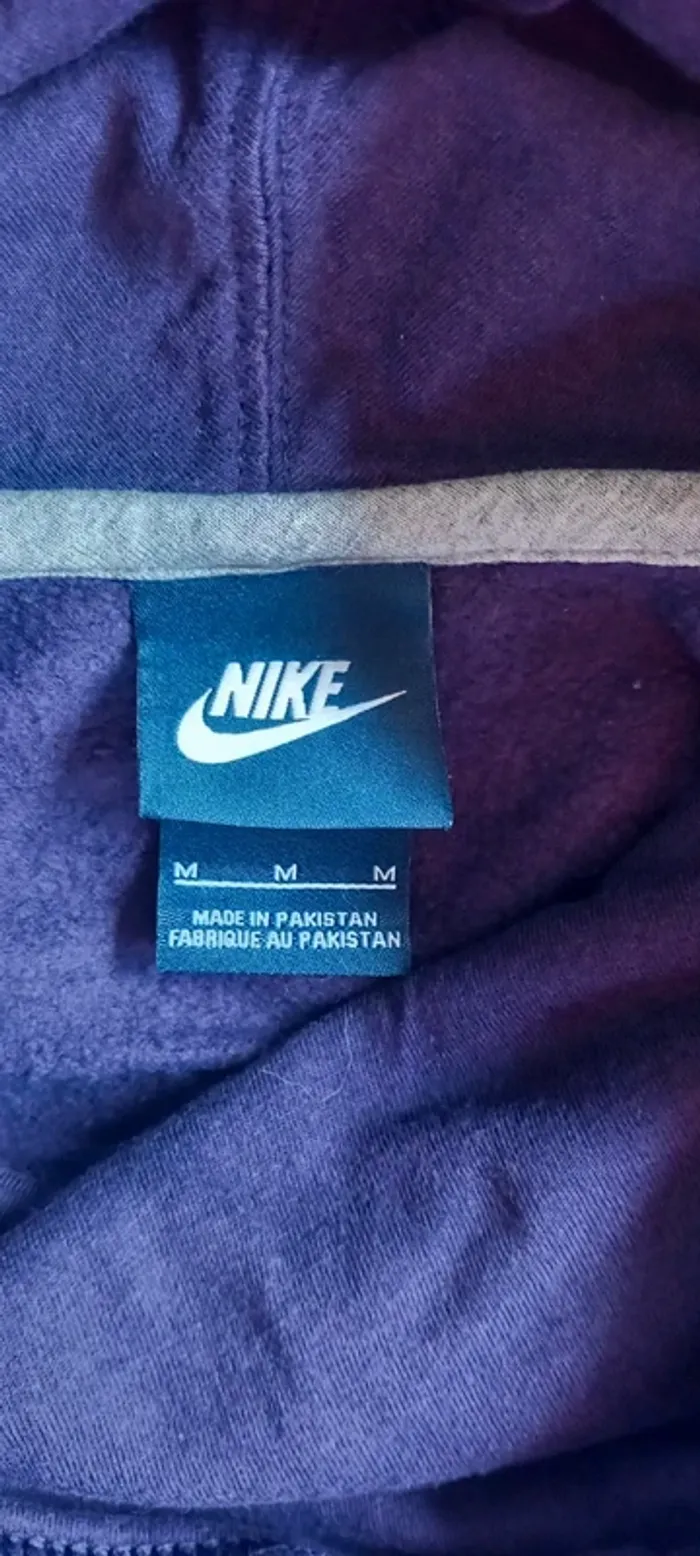 NIKE
M M M
MADE IN PAKISTAN
FABRIQUE AU PAKISTAN